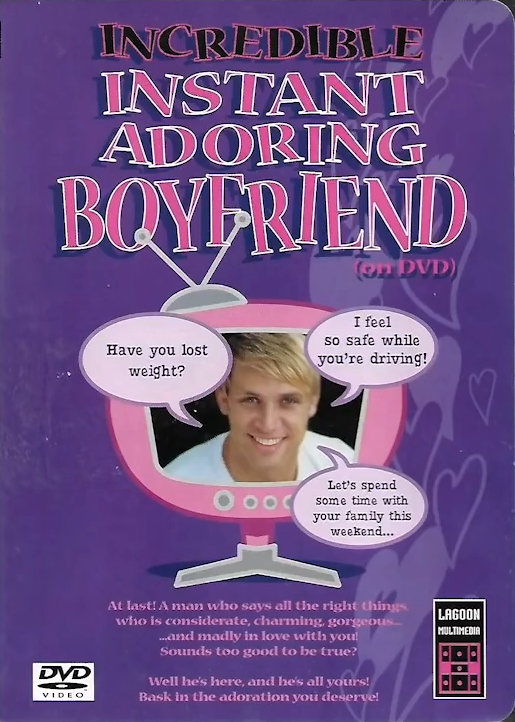 INCREDIBLE
INSTANT
ADORING
BOYFRIEND
(on DVD)
Have you lost
weight?
I feel
so safe while
you're driving!
Let's spend
some time with
your family this
weekend...
At last! A man who says all the right things,
who is considerate, charming, gorgeous...
...and madly in love with you!
Sounds too good to be true?
Well he's here, and he's all yours!
Bask in the adoration you deserve!
DVD
VIDEO
LAGOON
MULTIMEDIA